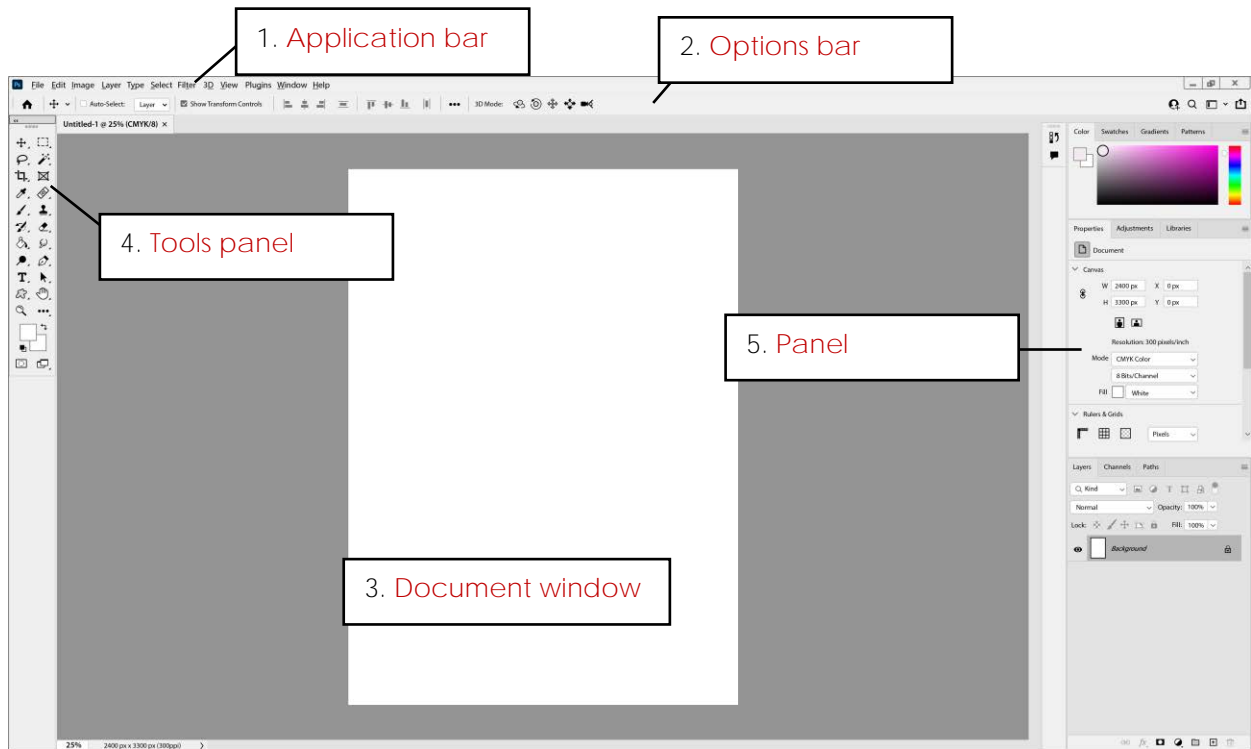 1. Application bar
2. Options bar
Ps File Edit Image Layer Type Select Filter 3D View Plugins Window Help
Auto-Select: Layer Show Transform Controls 3D Mode:
Untitled-1 @ 25% (CMYK/8) ×
Color Swatches Gradients Patterns
4. Tools panel
Properties Adjustments Libraries
Document
Canvas
W 2400 px X 0 px
H 3300 px Y 0 px
5. Panel
Resolution: 300 pixels/inch
Mode CMYK Color
8 Bits/Channel
Fill White
Rulers & Grids
Pixels
Layers Channels Paths
Kind
Normal Opacity: 100%
Lock: Fill: 100%
Background
3. Document window
25% 2400 px x 3300 px (300ppi)